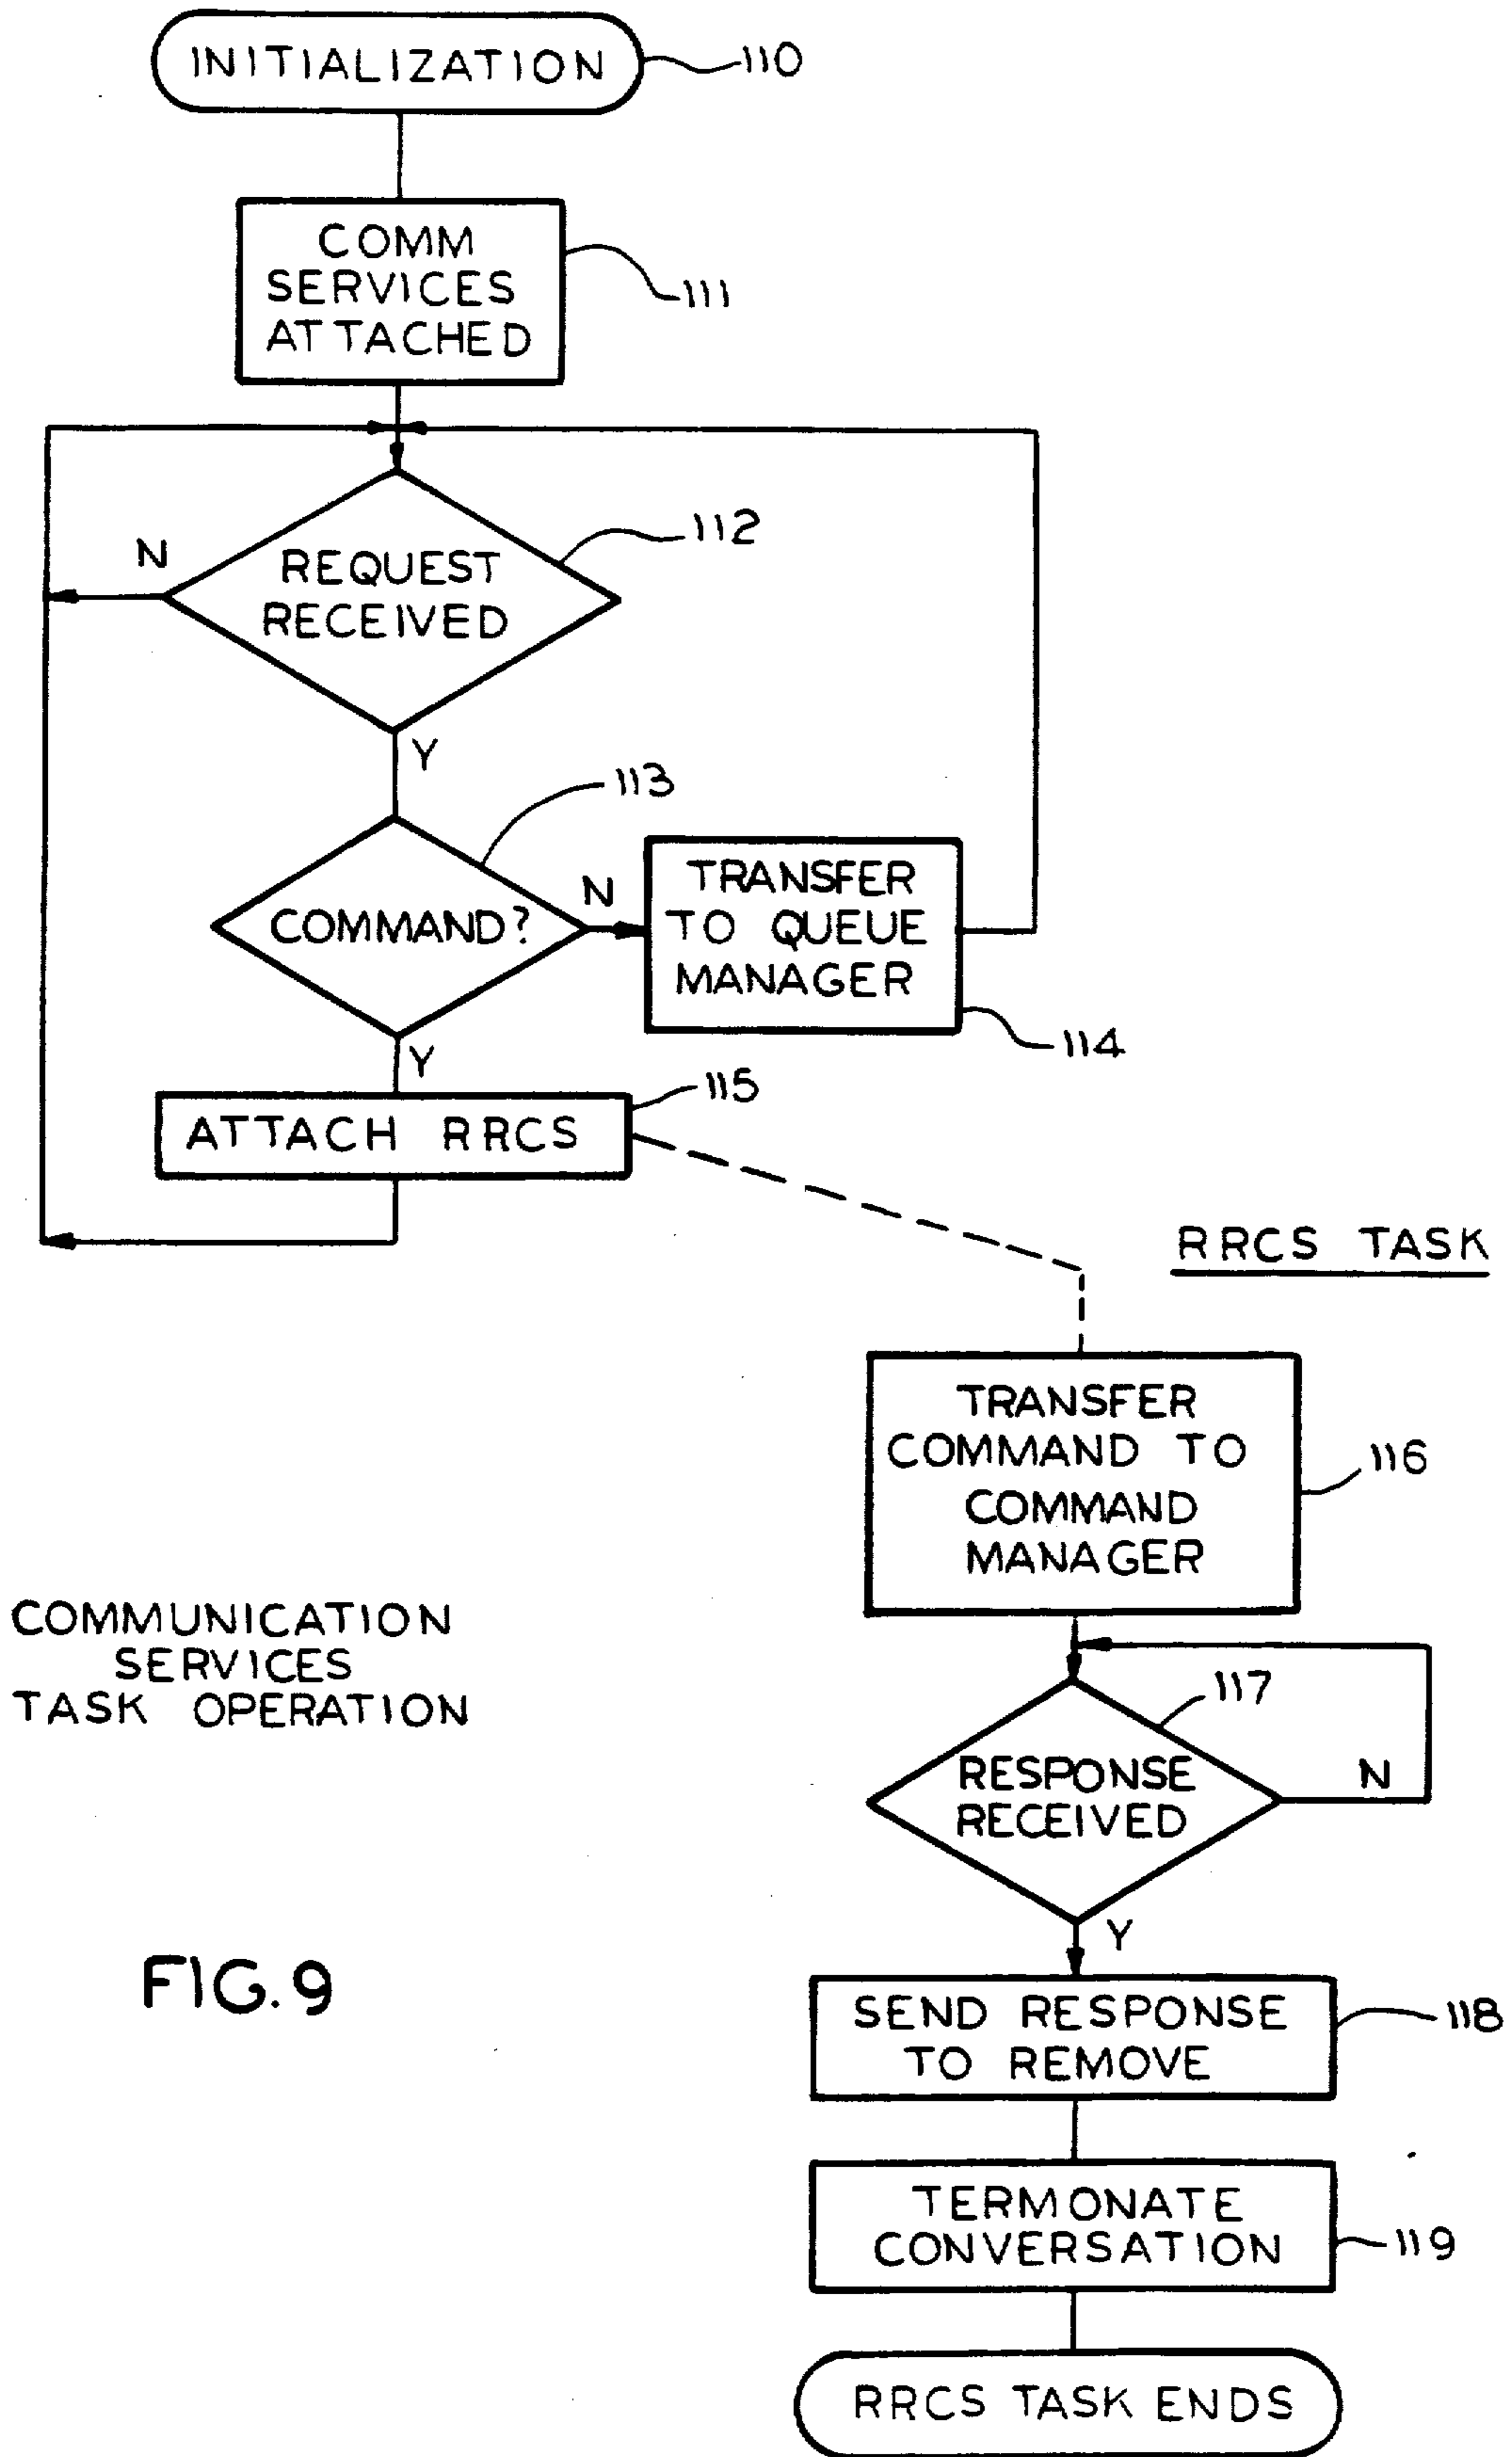 INITIALIZATION
110
COMM
SERVICES
ATTACHED
111
REQUEST
RECEIVED
112
N
Y
COMMAND?
113
N
TRANSFER
TO QUEUE
MANAGER
114
Y
ATTACH RRCS
115
RRCS TASK
TRANSFER
COMMAND TO
COMMAND
MANAGER
116
COMMUNICATION
SERVICES
TASK OPERATION
RESPONSE
RECEIVED
117
N
Y
FIG. 9
SEND RESPONSE
TO REMOVE
118
TERMONATE
CONVERSATION
119
RRCS TASK ENDS